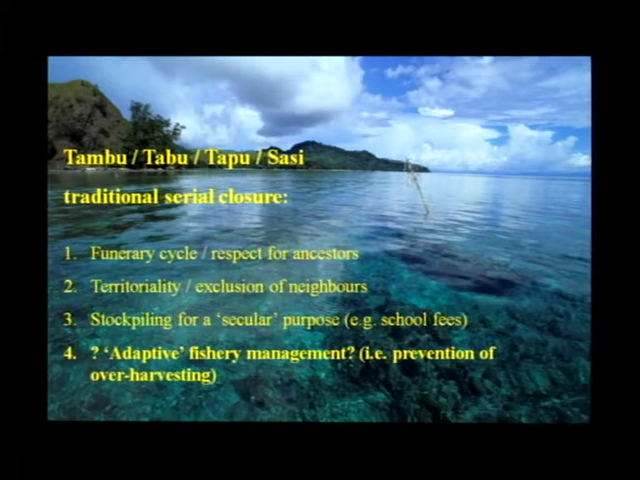 Tambu / Tabu / Tapu / Sasi
traditional serial closure:
1. Funerary cycle / respect for ancestors
2. Territoriality / exclusion of neighbours
3. Stockpiling for a ‘secular’ purpose (e.g. school fees)
4. ? ‘Adaptive’ fishery management? (i.e. prevention of
over-harvesting)